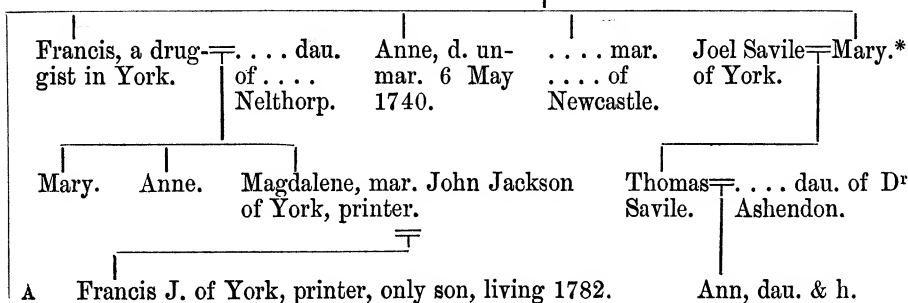 Francis, a drug-
gist in York.
. . . . dau.
of . . . .
Nelthorp.
Anne, d. un-
mar. 6 May
1740.
. . . . mar.
. . . . of
Newcastle.
Joel Savile
of York.
Mary.*
Mary.
Anne.
Magdalene, mar. John Jackson
of York, printer.
Thomas
Savile.
. . . . dau. of Dr
Ashendon.
A
Francis J. of York, printer, only son, living 1782.
Ann, dau. & h.